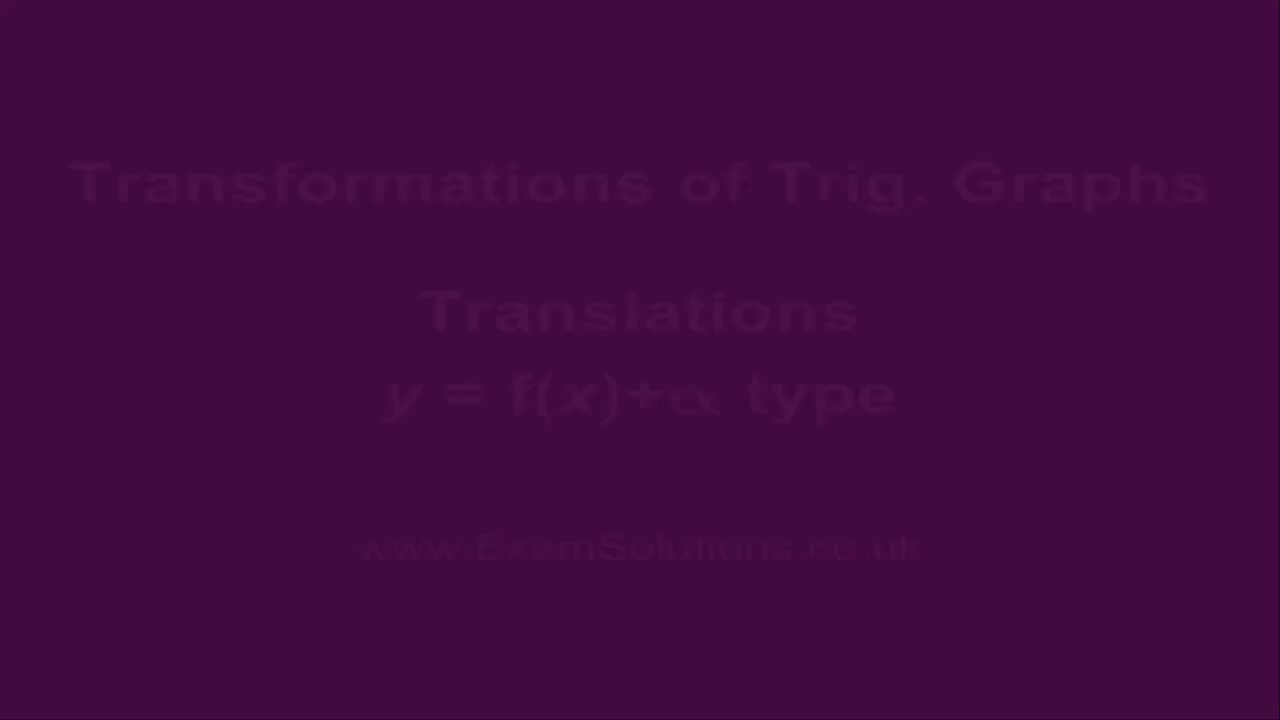 Transformations of Trig. Graphs
Translations
y = f(x)+α type
www.ExamSolutions.co.uk